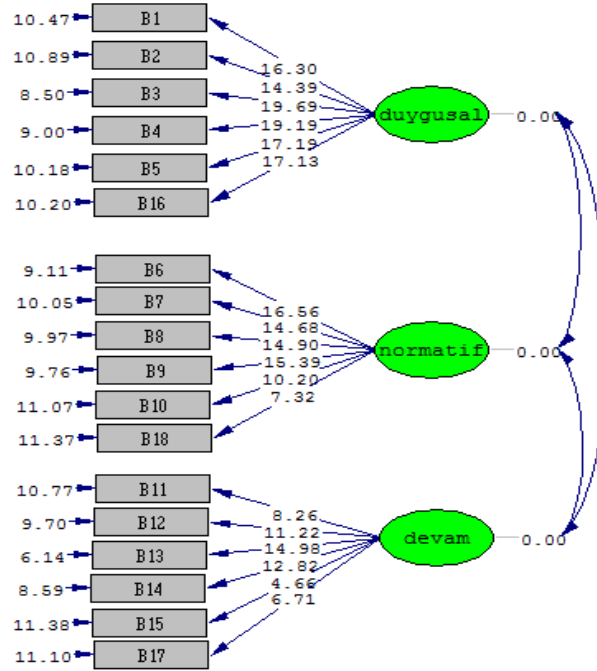 10.47 B1
10.89 B2
8.50 B3
9.00 B4
10.18 B5
10.20 B16
16.30
14.39
19.69
19.19
17.19
17.13
duygusal 0.00
9.11 B6
10.05 B7
9.97 B8
9.76 B9
11.07 B10
11.37 B18
16.56
14.68
14.90
15.39
10.20
7.32
normatif 0.00
10.77 B11
9.70 B12
6.14 B13
8.59 B14
11.38 B15
11.10 B17
8.26
11.22
14.98
12.82
4.66
6.71
devam 0.00